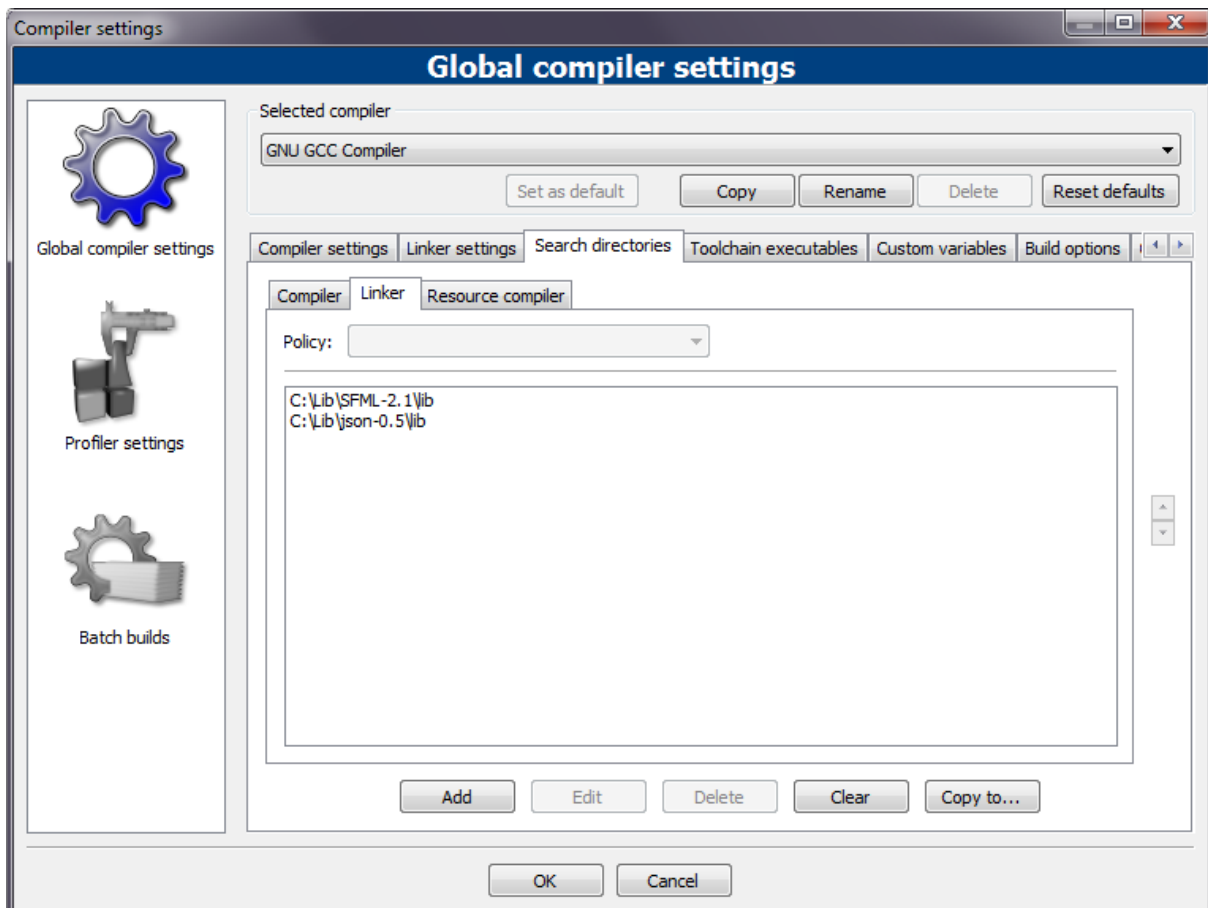 Compiler settings
Global compiler settings
Global compiler settings
Profiler settings
Batch builds
Selected compiler
GNU GCC Compiler
Set as default Copy Rename Delete Reset defaults
Compiler settings Linker settings Search directories Toolchain executables Custom variables Build options
Compiler Linker Resource compiler
Policy:
C:\Lib\SFML-2.1\lib
C:\Lib\json-0.5\lib
Add Edit Delete Clear Copy to...
OK Cancel